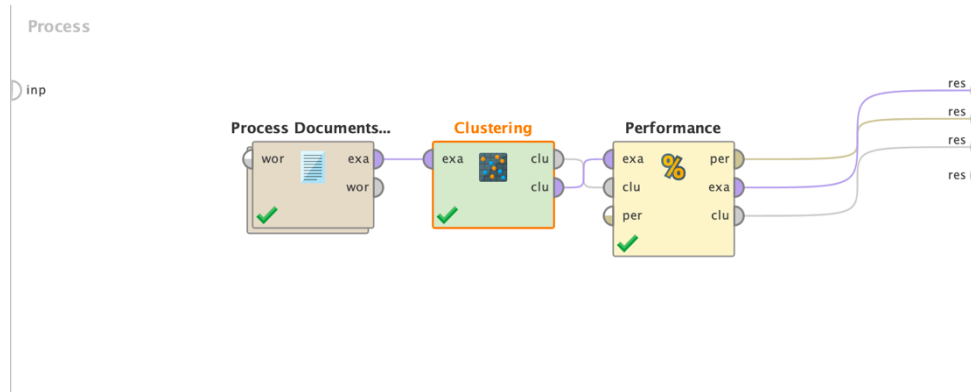 Process
inp
Process Documents...
wor
exa
wor
Clustering
exa
clu
clu
Performance
exa
per
clu
exa
per
clu
res
res
res
res